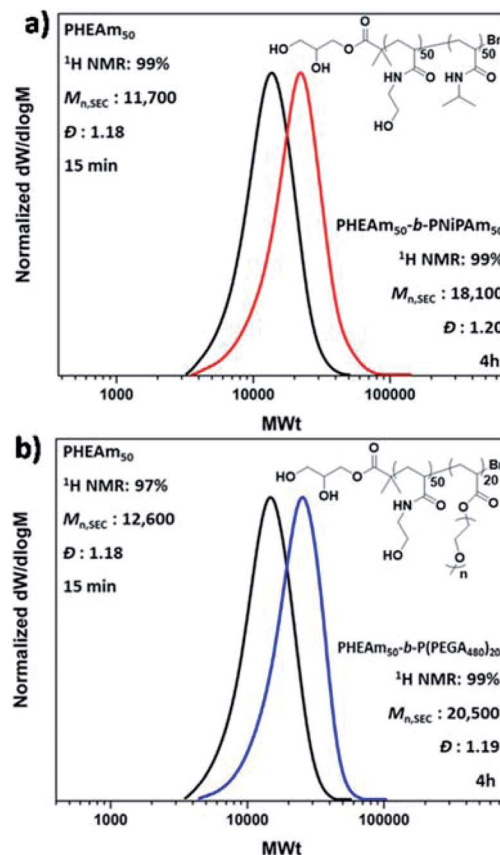 a)
PHEAm₅₀
¹H NMR: 99%
Mn,SEC : 11,700
Đ : 1.18
15 min
HO
OH
O
O
Br
50
50
HN
O
HN
O
HO
PHEAm₅₀-b-PNiPAm₅₀
¹H NMR: 99%
Mn,SEC : 18,100
Đ : 1.20
4h
Normalized dW/dlogM
1000
10000
100000
MWt
b)
PHEAm₅₀
¹H NMR: 97%
Mn,SEC : 12,600
Đ : 1.18
15 min
HO
OH
O
O
Br
50
20
HN
O
O
O
HO
O
n
PHEAm₅₀-b-P(PEGA₄₈₀)₂₀
¹H NMR: 99%
Mn,SEC : 20,500
Đ : 1.19
4h
Normalized dW/dlogM
1000
10000
100000
MWt